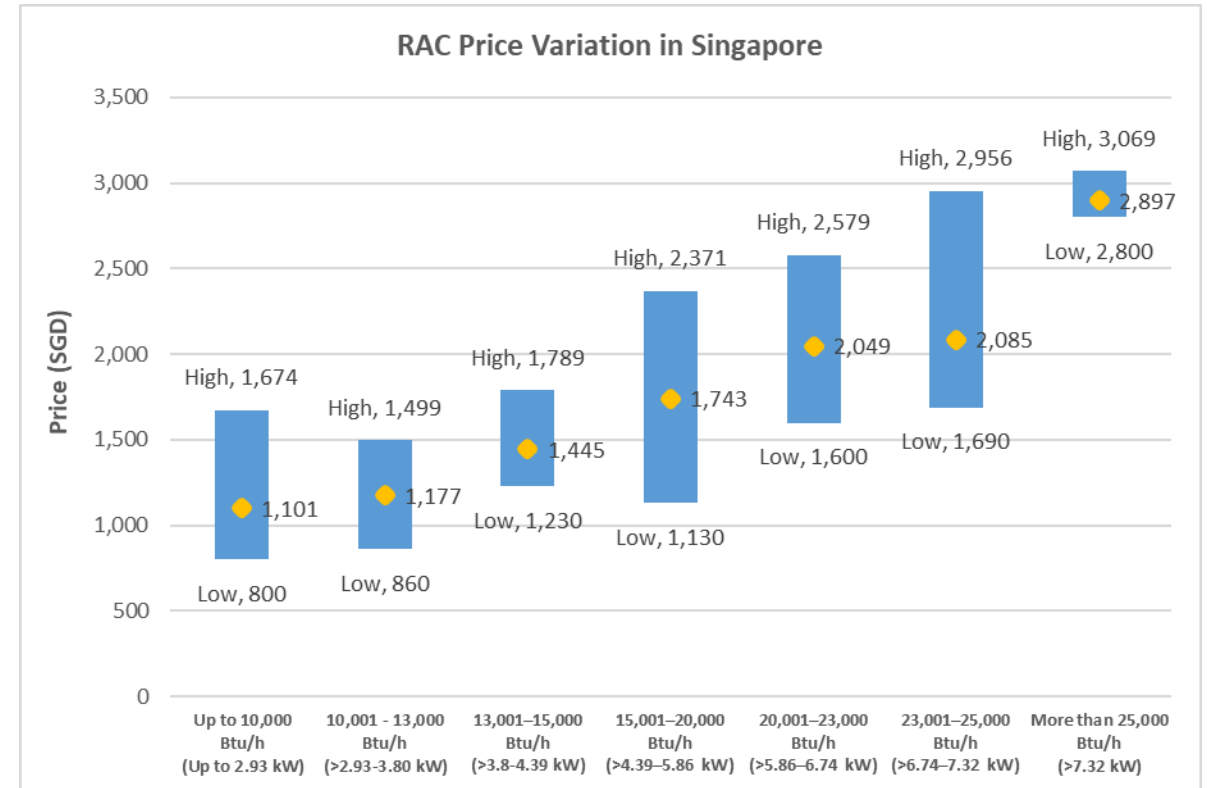 RAC Price Variation in Singapore
3,500
3,000
2,500
2,000
1,500
1,000
500
0
Price (SGD)
High, 1,674
1,101
Low, 800
High, 1,499
1,177
Low, 860
High, 1,789
1,445
Low, 1,230
High, 2,371
1,743
Low, 1,130
High, 2,579
2,049
Low, 1,600
High, 2,956
2,085
Low, 1,690
High, 3,069
2,897
Low, 2,800
Up to 10,000
Btu/h
(Up to 2.93 kW)
10,001 - 13,000
Btu/h
(>2.93-3.80 kW)
13,001–15,000
Btu/h
(>3.8-4.39 kW)
15,001–20,000
Btu/h
(>4.39–5.86 kW)
20,001–23,000
Btu/h
(>5.86–6.74 kW)
23,001–25,000
Btu/h
(>6.74–7.32 kW)
More than 25,000
Btu/h
(>7.32 kW)